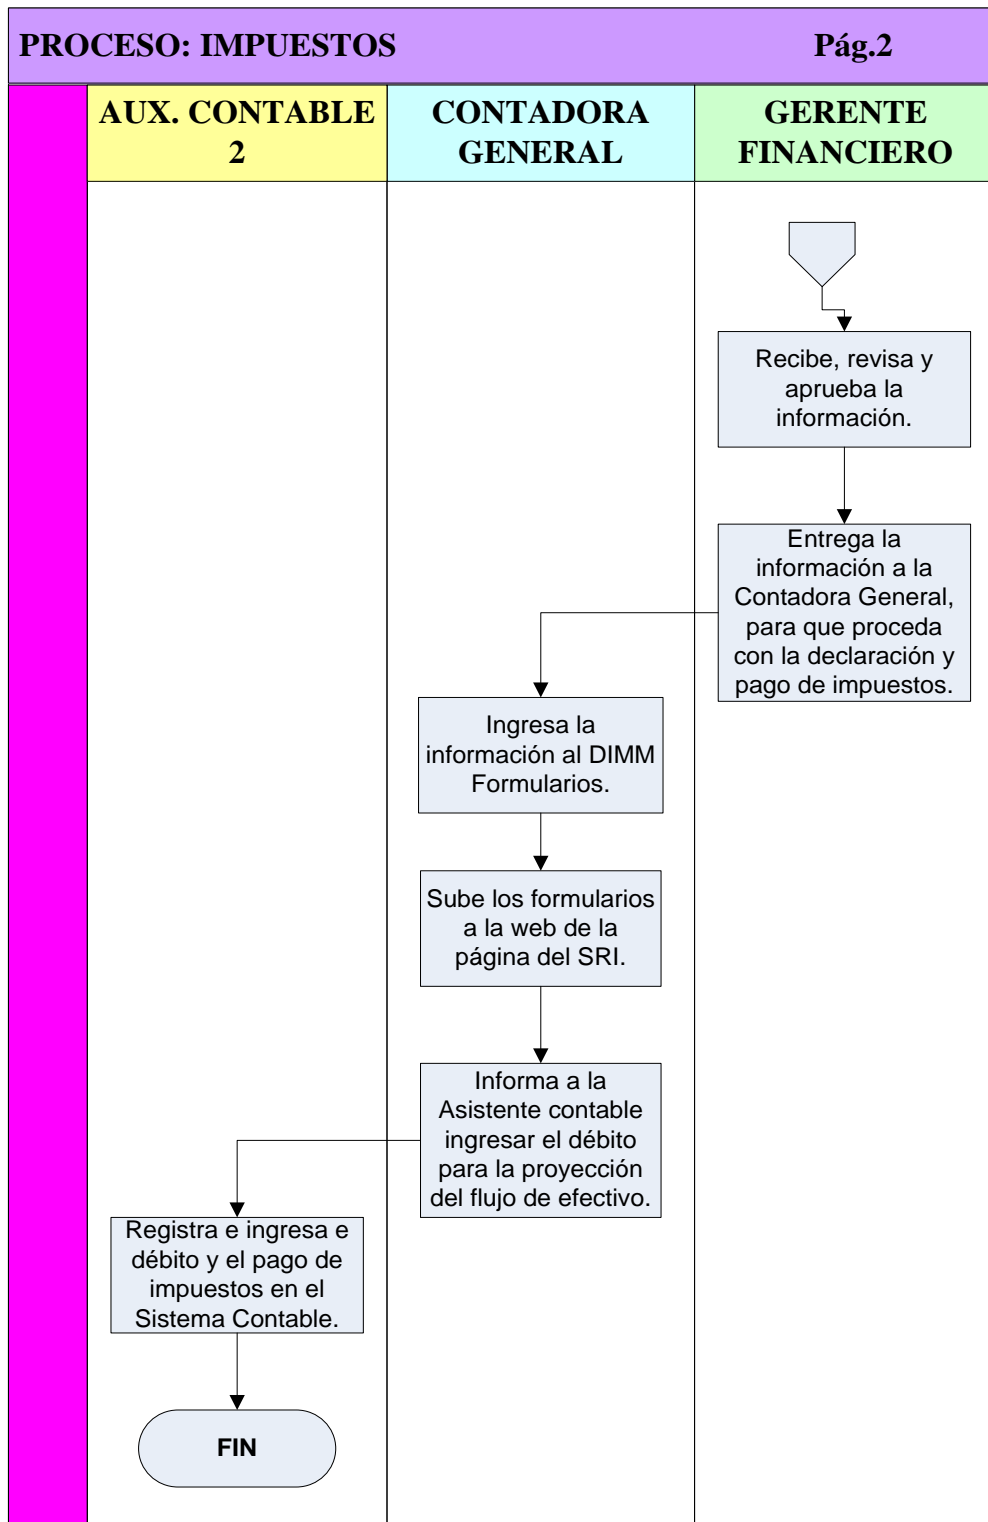 PROCESO: IMPUESTOS Pág.2
AUX. CONTABLE
2
CONTADORA
GENERAL
GERENTE
FINANCIERO
Recibe, revisa y
aprueba la
información.
Entrega la
información a la
Contadora General,
para que proceda
con la declaración y
pago de impuestos.
Ingresa la
información al DIMM
Formularios.
Sube los formularios
a la web de la
página del SRI.
Informa a la
Asistente contable
ingresar el débito
para la proyección
del flujo de efectivo.
Registra e ingresa e
débito y el pago de
impuestos en el
Sistema Contable.
FIN